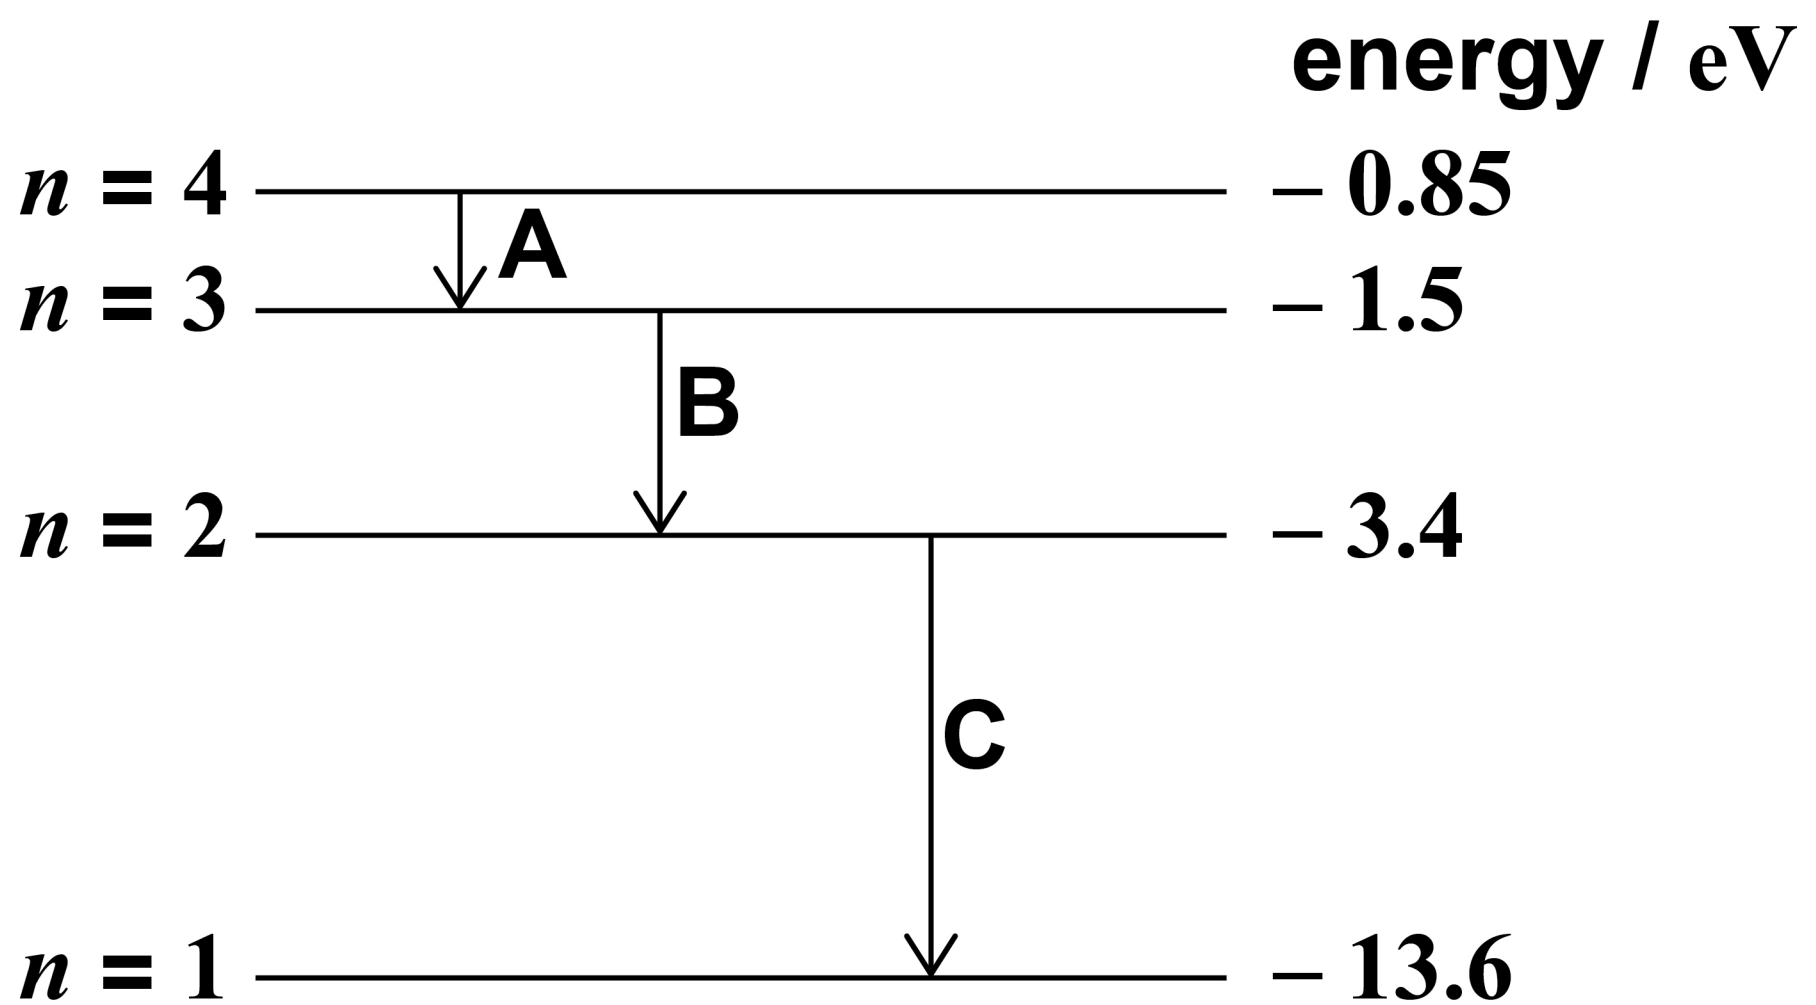 energy / eV
n = 4 – 0.85
A
n = 3 – 1.5
B
n = 2 – 3.4
C
n = 1 – 13.6